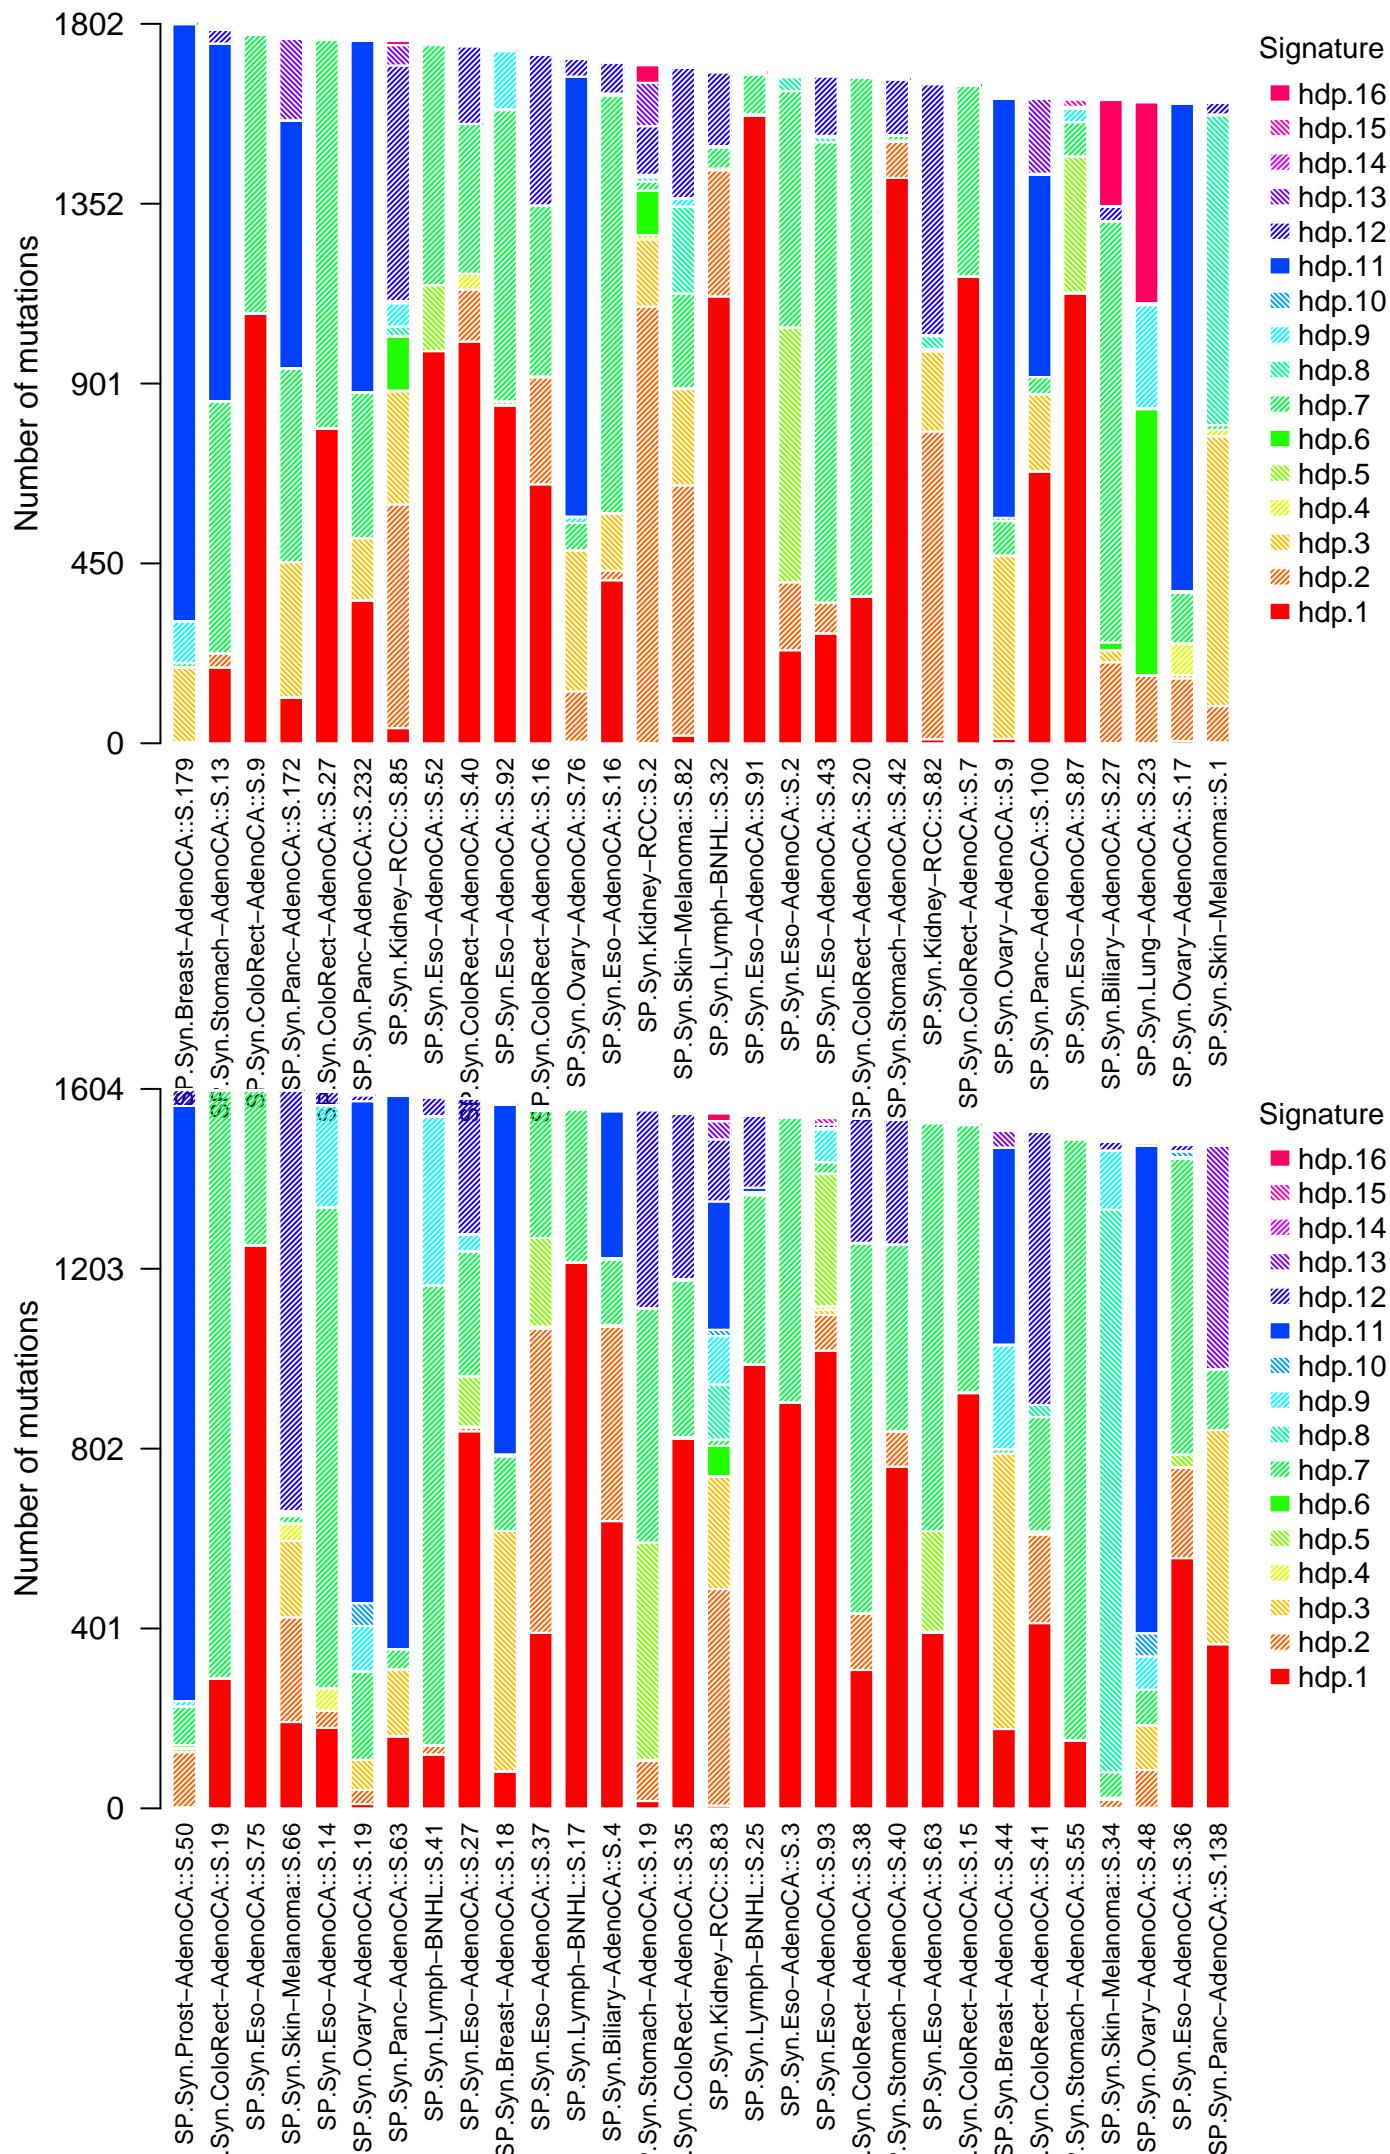 1802
1352
901
450
0
Number of mutations
Signature
hdp.16
hdp.15
hdp.14
hdp.13
hdp.12
hdp.11
hdp.10
hdp.9
hdp.8
hdp.7
hdp.6
hdp.5
hdp.4
hdp.3
hdp.2
hdp.1
SP.Syn.Breast−AdenoCA::S.179
SP.Syn.Stomach−AdenoCA::S.13
SP.Syn.ColoRect−AdenoCA::S.9
SP.Syn.Panc−AdenoCA::S.172
SP.Syn.ColoRect−AdenoCA::S.27
SP.Syn.Panc−AdenoCA::S.232
SP.Syn.Kidney−RCC::S.85
SP.Syn.Eso−AdenoCA::S.52
SP.Syn.ColoRect−AdenoCA::S.40
SP.Syn.Eso−AdenoCA::S.92
SP.Syn.ColoRect−AdenoCA::S.16
SP.Syn.Ovary−AdenoCA::S.76
SP.Syn.Eso−AdenoCA::S.16
SP.Syn.Kidney−RCC::S.2
SP.Syn.Skin−Melanoma::S.82
SP.Syn.Lymph−BNHL::S.32
SP.Syn.Eso−AdenoCA::S.91
SP.Syn.Eso−AdenoCA::S.2
SP.Syn.Eso−AdenoCA::S.43
SP.Syn.ColoRect−AdenoCA::S.20
SP.Syn.Stomach−AdenoCA::S.42
SP.Syn.Kidney−RCC::S.82
SP.Syn.ColoRect−AdenoCA::S.7
SP.Syn.Ovary−AdenoCA::S.9
SP.Syn.Panc−AdenoCA::S.100
SP.Syn.Eso−AdenoCA::S.87
SP.Syn.Biliary−AdenoCA::S.27
SP.Syn.Lung−AdenoCA::S.23
SP.Syn.Ovary−AdenoCA::S.17
SP.Syn.Skin−Melanoma::S.1
1604
1203
802
401
0
Number of mutations
Signature
hdp.16
hdp.15
hdp.14
hdp.13
hdp.12
hdp.11
hdp.10
hdp.9
hdp.8
hdp.7
hdp.6
hdp.5
hdp.4
hdp.3
hdp.2
hdp.1
SP.Syn.Prost−AdenoCA::S.50
.Syn.ColoRect−AdenoCA::S.19
SP.Syn.Eso−AdenoCA::S.75
SP.Syn.Skin−Melanoma::S.66
SP.Syn.Eso−AdenoCA::S.14
SP.Syn.Ovary−AdenoCA::S.19
SP.Syn.Panc−AdenoCA::S.63
SP.Syn.Lymph−BNHL::S.41
SP.Syn.Eso−AdenoCA::S.27
SP.Syn.Breast−AdenoCA::S.18
SP.Syn.Eso−AdenoCA::S.37
SP.Syn.Lymph−BNHL::S.17
SP.Syn.Biliary−AdenoCA::S.4
P.Syn.Stomach−AdenoCA::S.19
.Syn.ColoRect−AdenoCA::S.35
SP.Syn.Kidney−RCC::S.83
SP.Syn.Lymph−BNHL::S.25
SP.Syn.Eso−AdenoCA::S.3
SP.Syn.Eso−AdenoCA::S.93
.Syn.ColoRect−AdenoCA::S.38
P.Syn.Stomach−AdenoCA::S.40
SP.Syn.Eso−AdenoCA::S.63
.Syn.ColoRect−AdenoCA::S.15
SP.Syn.Breast−AdenoCA::S.44
.Syn.ColoRect−AdenoCA::S.41
P.Syn.Stomach−AdenoCA::S.55
SP.Syn.Skin−Melanoma::S.34
SP.Syn.Ovary−AdenoCA::S.48
SP.Syn.Eso−AdenoCA::S.36
SP.Syn.Panc−AdenoCA::S.138